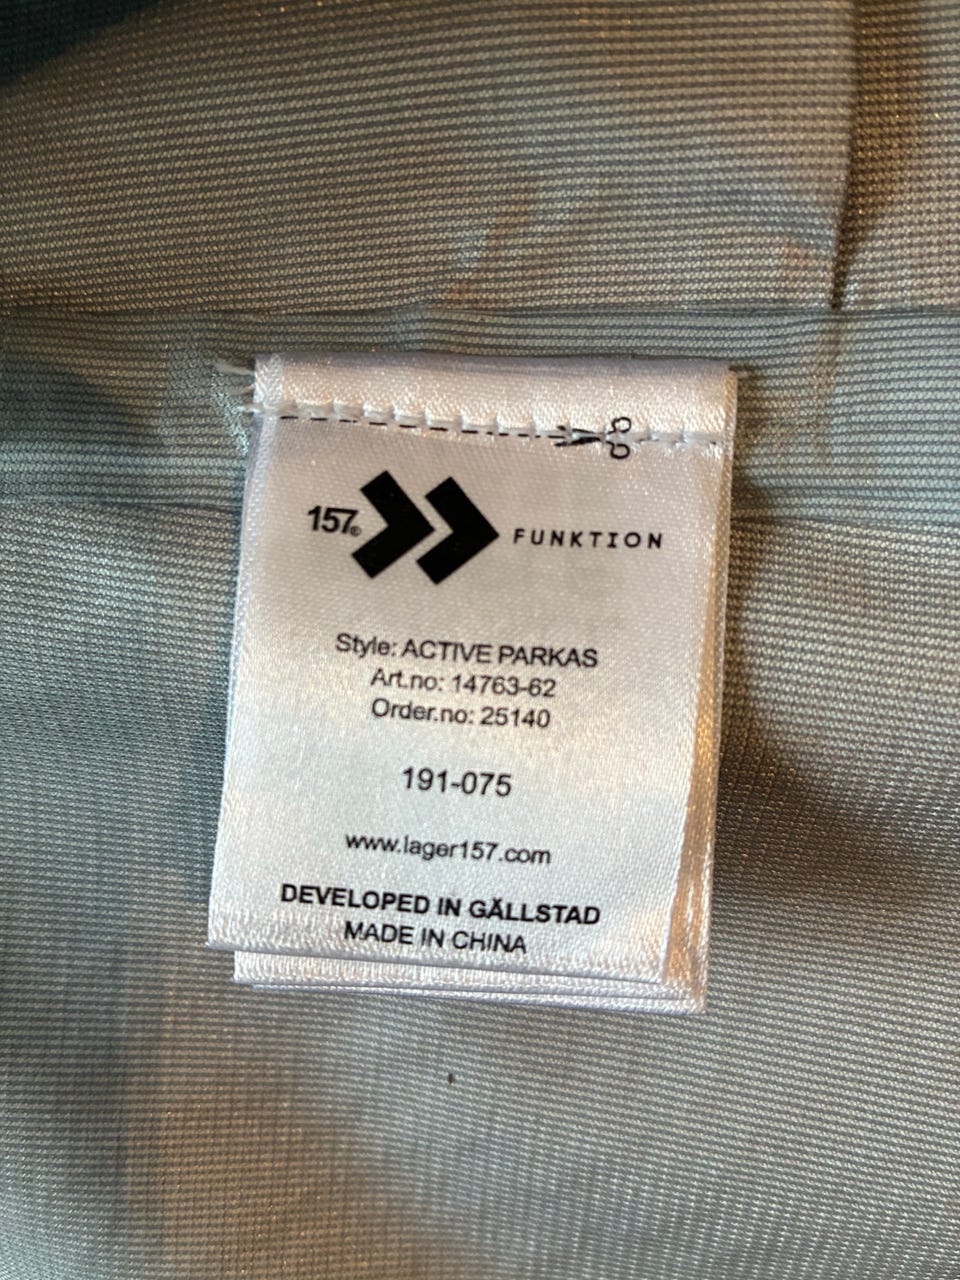 157® FUNKTION
Style: ACTIVE PARKAS
Art.no: 14763-62
Order.no: 25140
191-075
www.lager157.com
DEVELOPED IN GÄLLSTAD
MADE IN CHINA